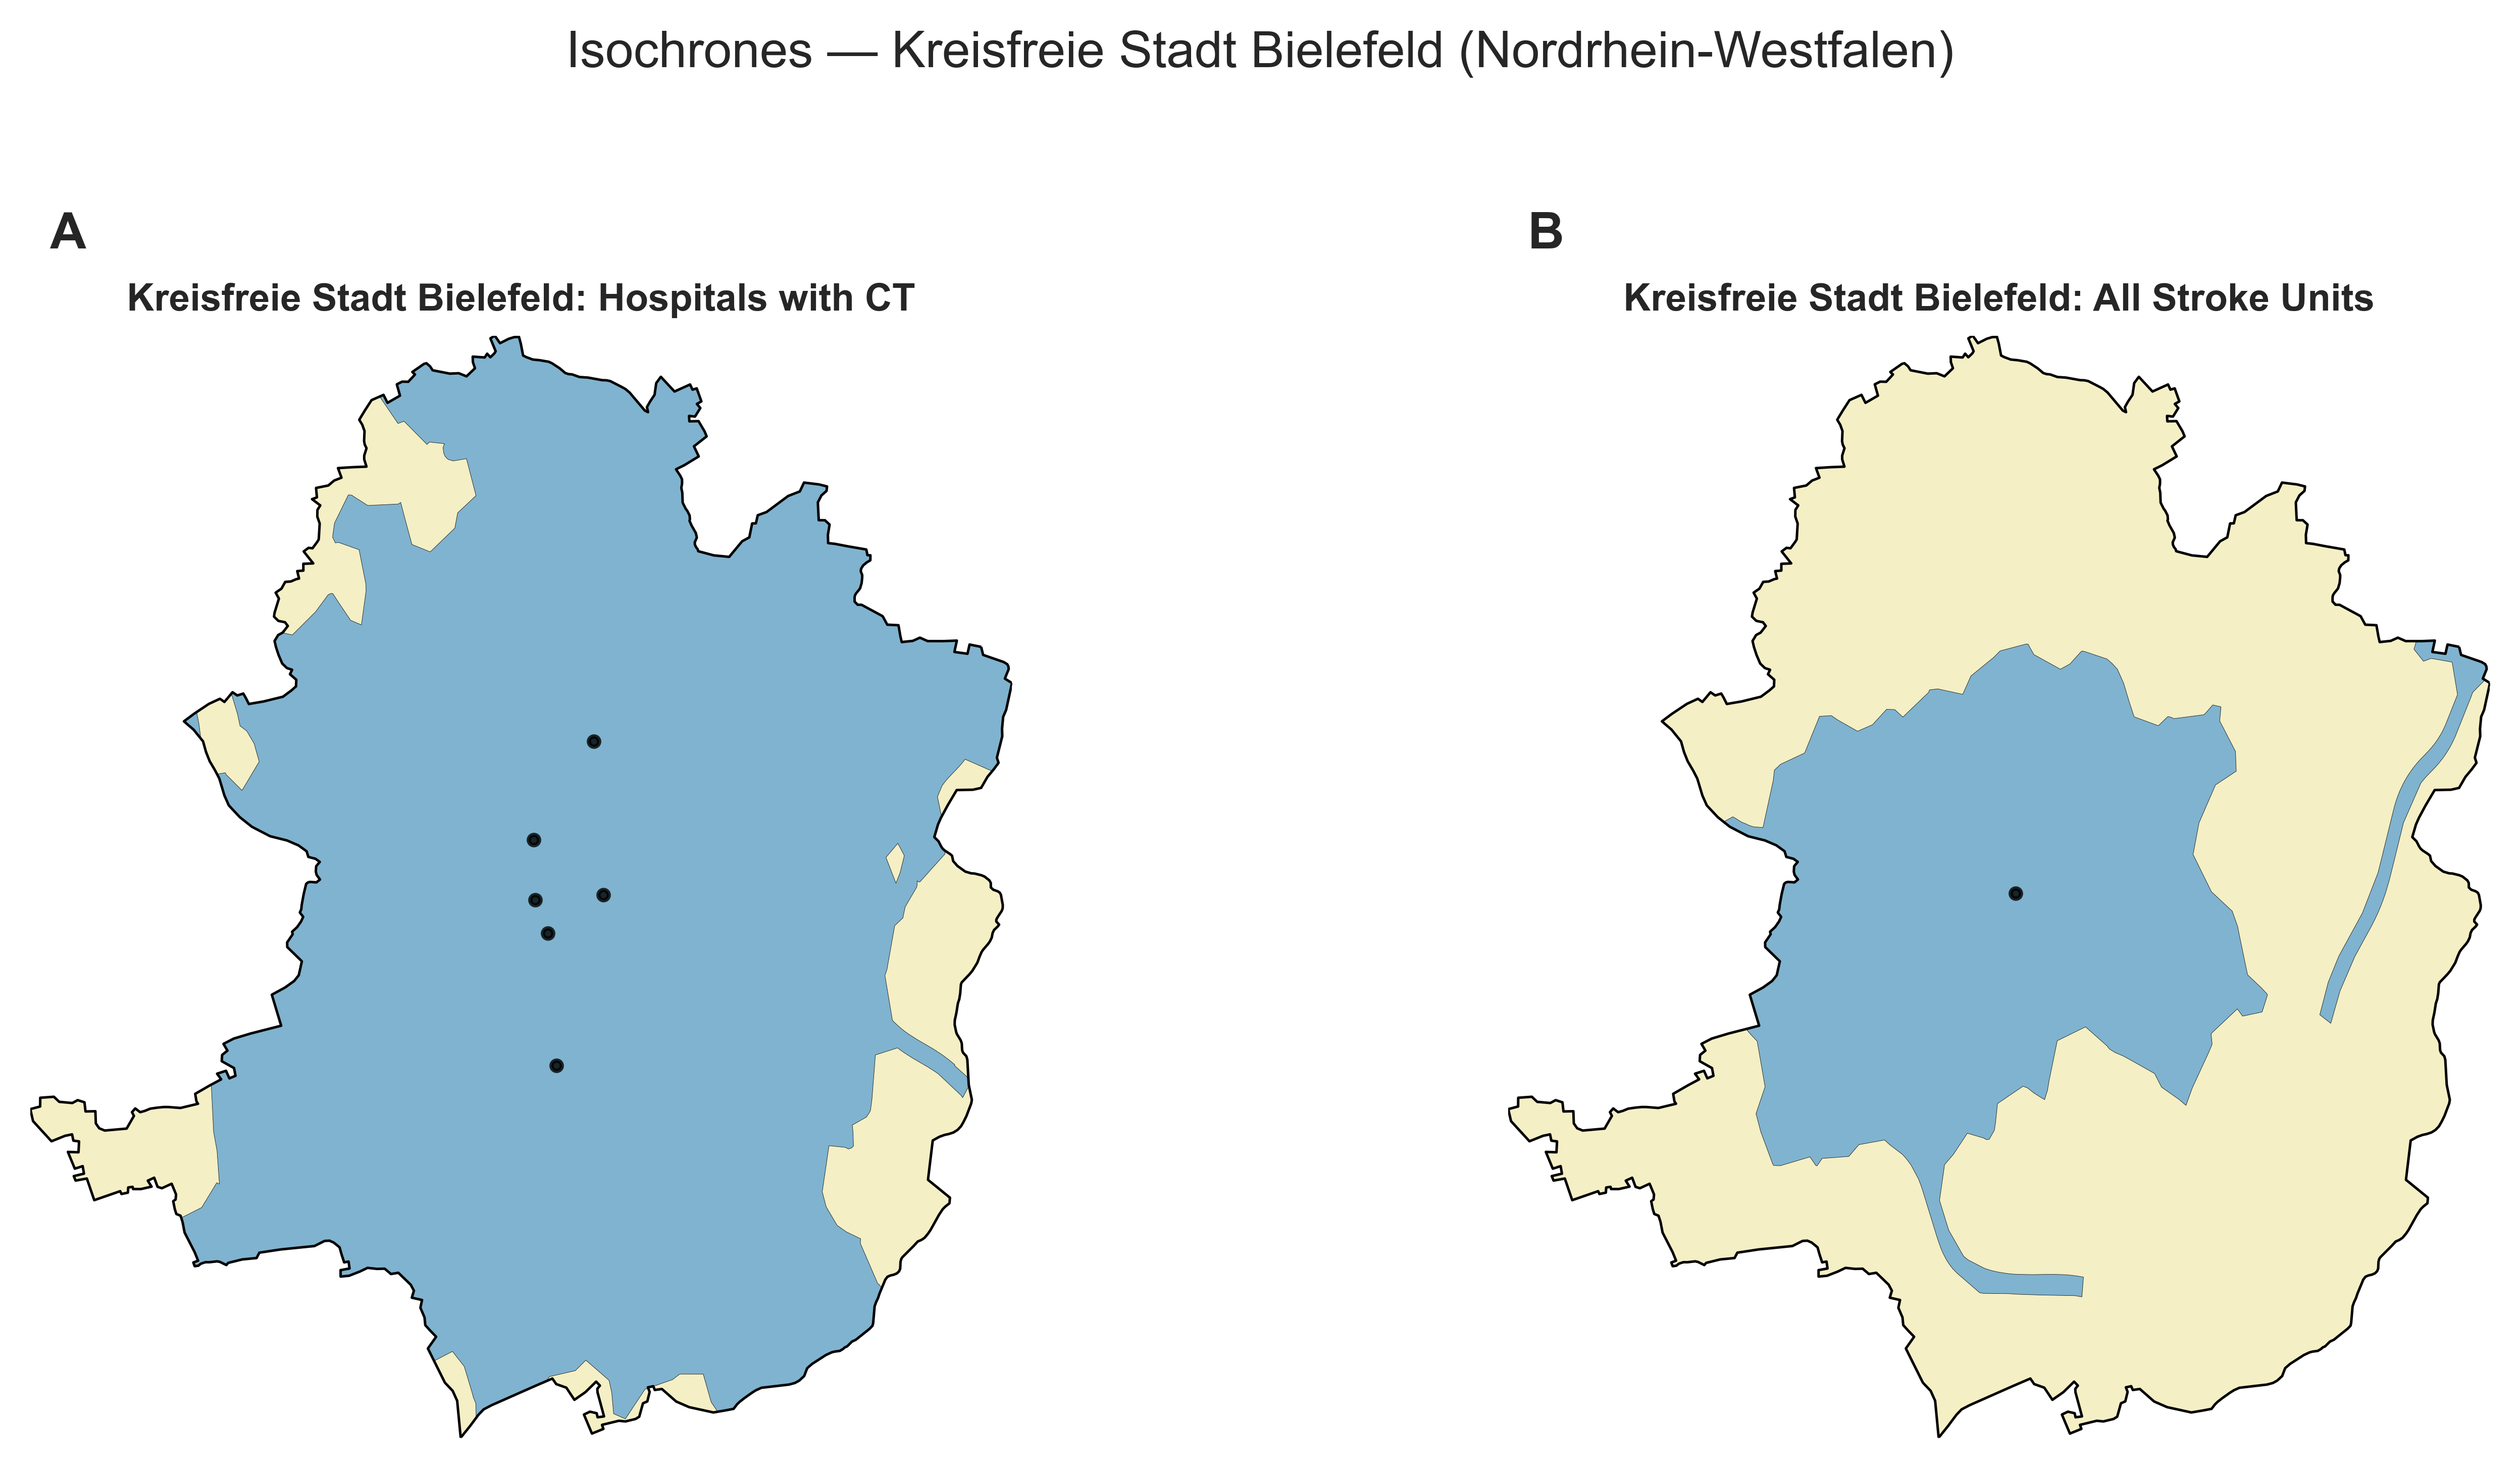 Isochrones — Kreisfreie Stadt Bielefeld (Nordrhein-Westfalen)
A
B
Kreisfreie Stadt Bielefeld: Hospitals with CT
Kreisfreie Stadt Bielefeld: All Stroke Units